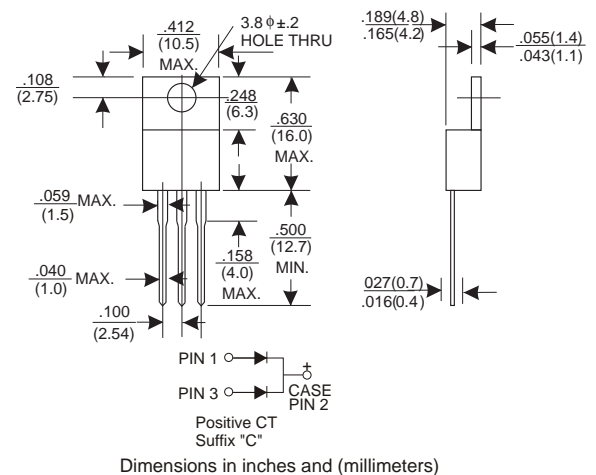 .412
(10.5)
MAX.
3.8 ϕ±.2
HOLE THRU
.189(4.8)
.165(4.2)
.055(1.4)
.043(1.1)
.108
(2.75)
.248
(6.3)
.630
(16.0)
MAX.
.059 MAX.
(1.5)
.158
(4.0)
MAX.
.500
(12.7)
MIN.
.040 MAX.
(1.0)
.100
(2.54)
027(0.7)
.016(0.4)
PIN 1
+
PIN 3
CASE
PIN 2
Positive CT
Suffix "C"
Dimensions in inches and (millimeters)